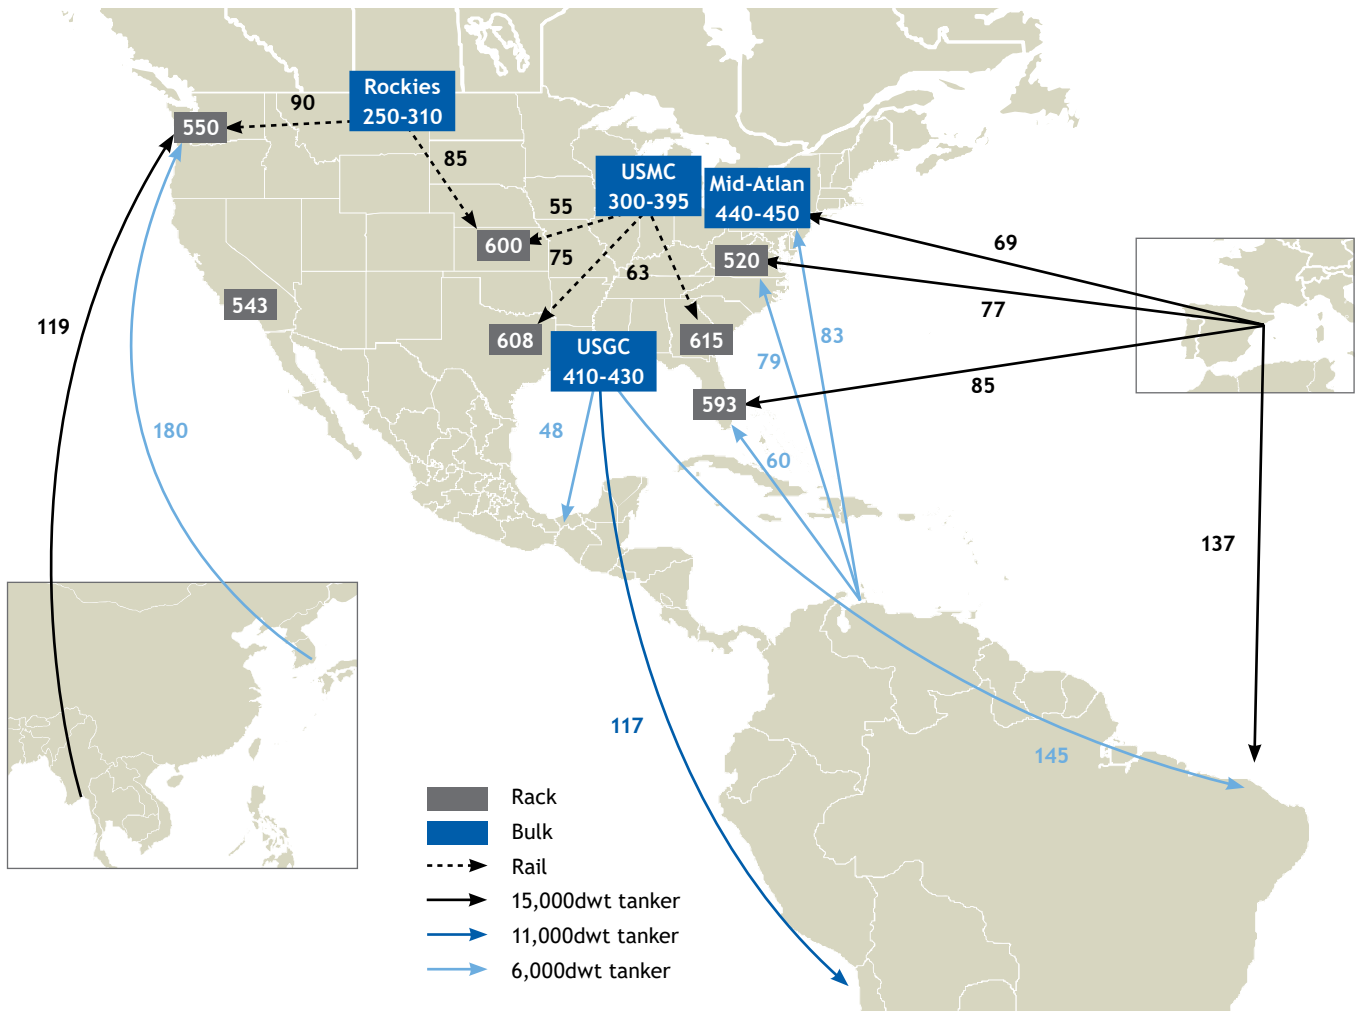 Rockies
250-310
90
550
85
USMC
300-395
Mid-Atlan
440-450
55
600
75
69
520
63
77
543
119
608
USGC
410-430
615
83
79
85
593
48
180
60
137
117
145
Rack
Bulk
Rail
15,000dwt tanker
11,000dwt tanker
6,000dwt tanker